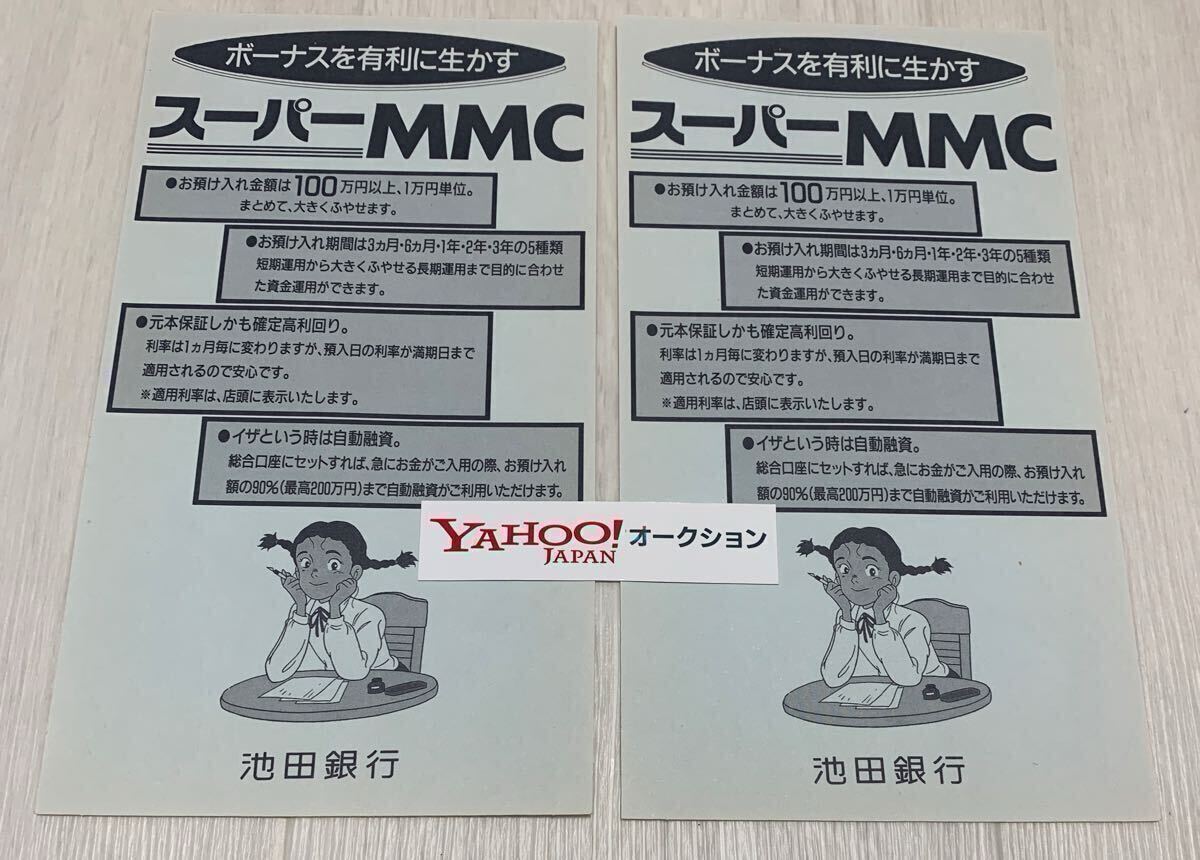 ボーナスを有利に生かす
スーパーMMC
●お預け入れ金額は100万円以上、1万円単位。
まとめて、大きくふやせます。
●お預け入れ期間は3ヵ月・6ヵ月・1年・2年・3年の5種類
短期運用から大きくふやせる長期運用まで目的に合わせ
た資金運用ができます。
●元本保証しかも確定高利回り。
利率は1ヵ月毎に変わりますが、預入日の利率が満期日まで
適用されるので安心です。
※適用利率は、店頭に表示いたします。
●イザという時は自動融資。
総合口座にセットすれば、急にお金がご入用の際、お預け入れ
額の90%(最高200万円)まで自動融資がご利用いただけます。
池田銀行
YAHOO! JAPAN オークション
ボーナスを有利に生かす
スーパーMMC
●お預け入れ金額は100万円以上、1万円単位。
まとめて、大きくふやせます。
●お預け入れ期間は3ヵ月・6ヵ月・1年・2年・3年の5種類
短期運用から大きくふやせる長期運用まで目的に合わせ
た資金運用ができます。
●元本保証しかも確定高利回り。
利率は1ヵ月毎に変わりますが、預入日の利率が満期日まで
適用されるので安心です。
※適用利率は、店頭に表示いたします。
●イザという時は自動融資。
総合口座にセットすれば、急にお金がご入用の際、お預け入れ
額の90%(最高200万円)まで自動融資がご利用いただけます。
池田銀行